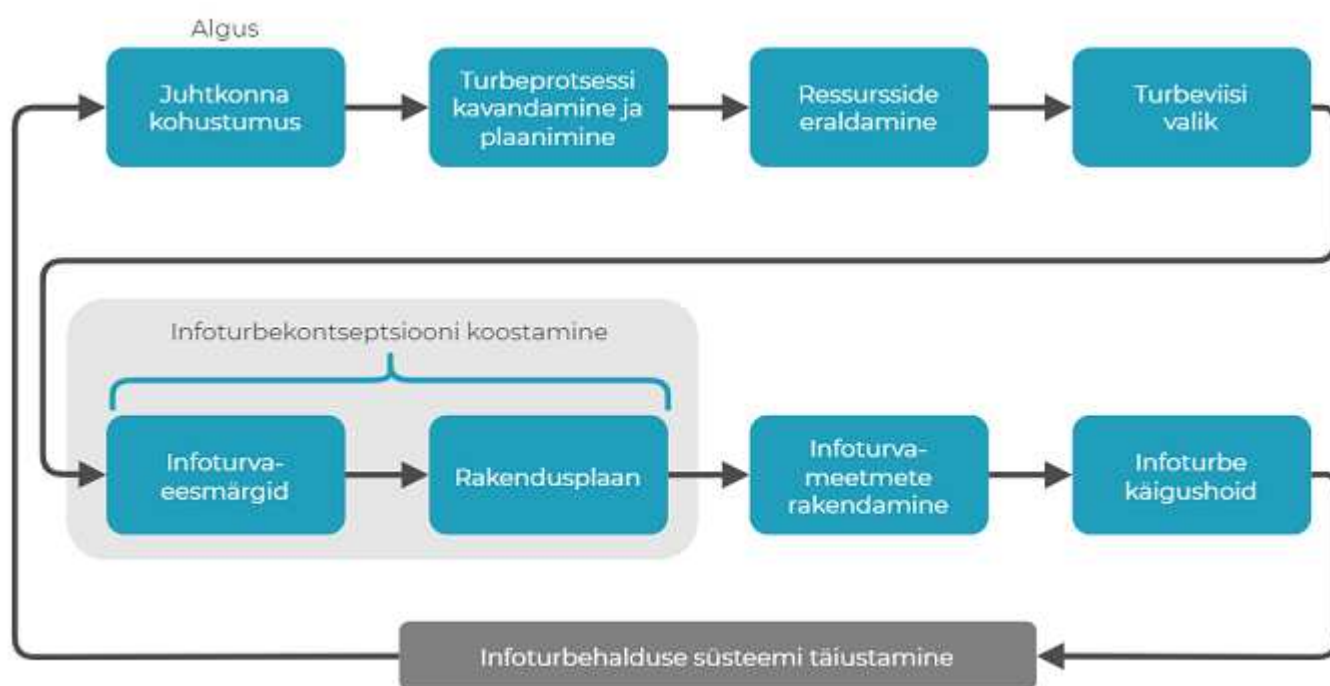 Algus
Juhtkonna
kohustumus
Turbeprotsessi
kavandamine ja
plaanimine
Ressursside
eraldamine
Turbeviisi
valik
Infoturbekontseptsiooni koostamine
Infoturva-
eesmärgid
Rakendusplaan
Infoturva-
meetmete
rakendamine
Infoturbe
käigushoid
Infoturbehalduse süsteemi täiustamine